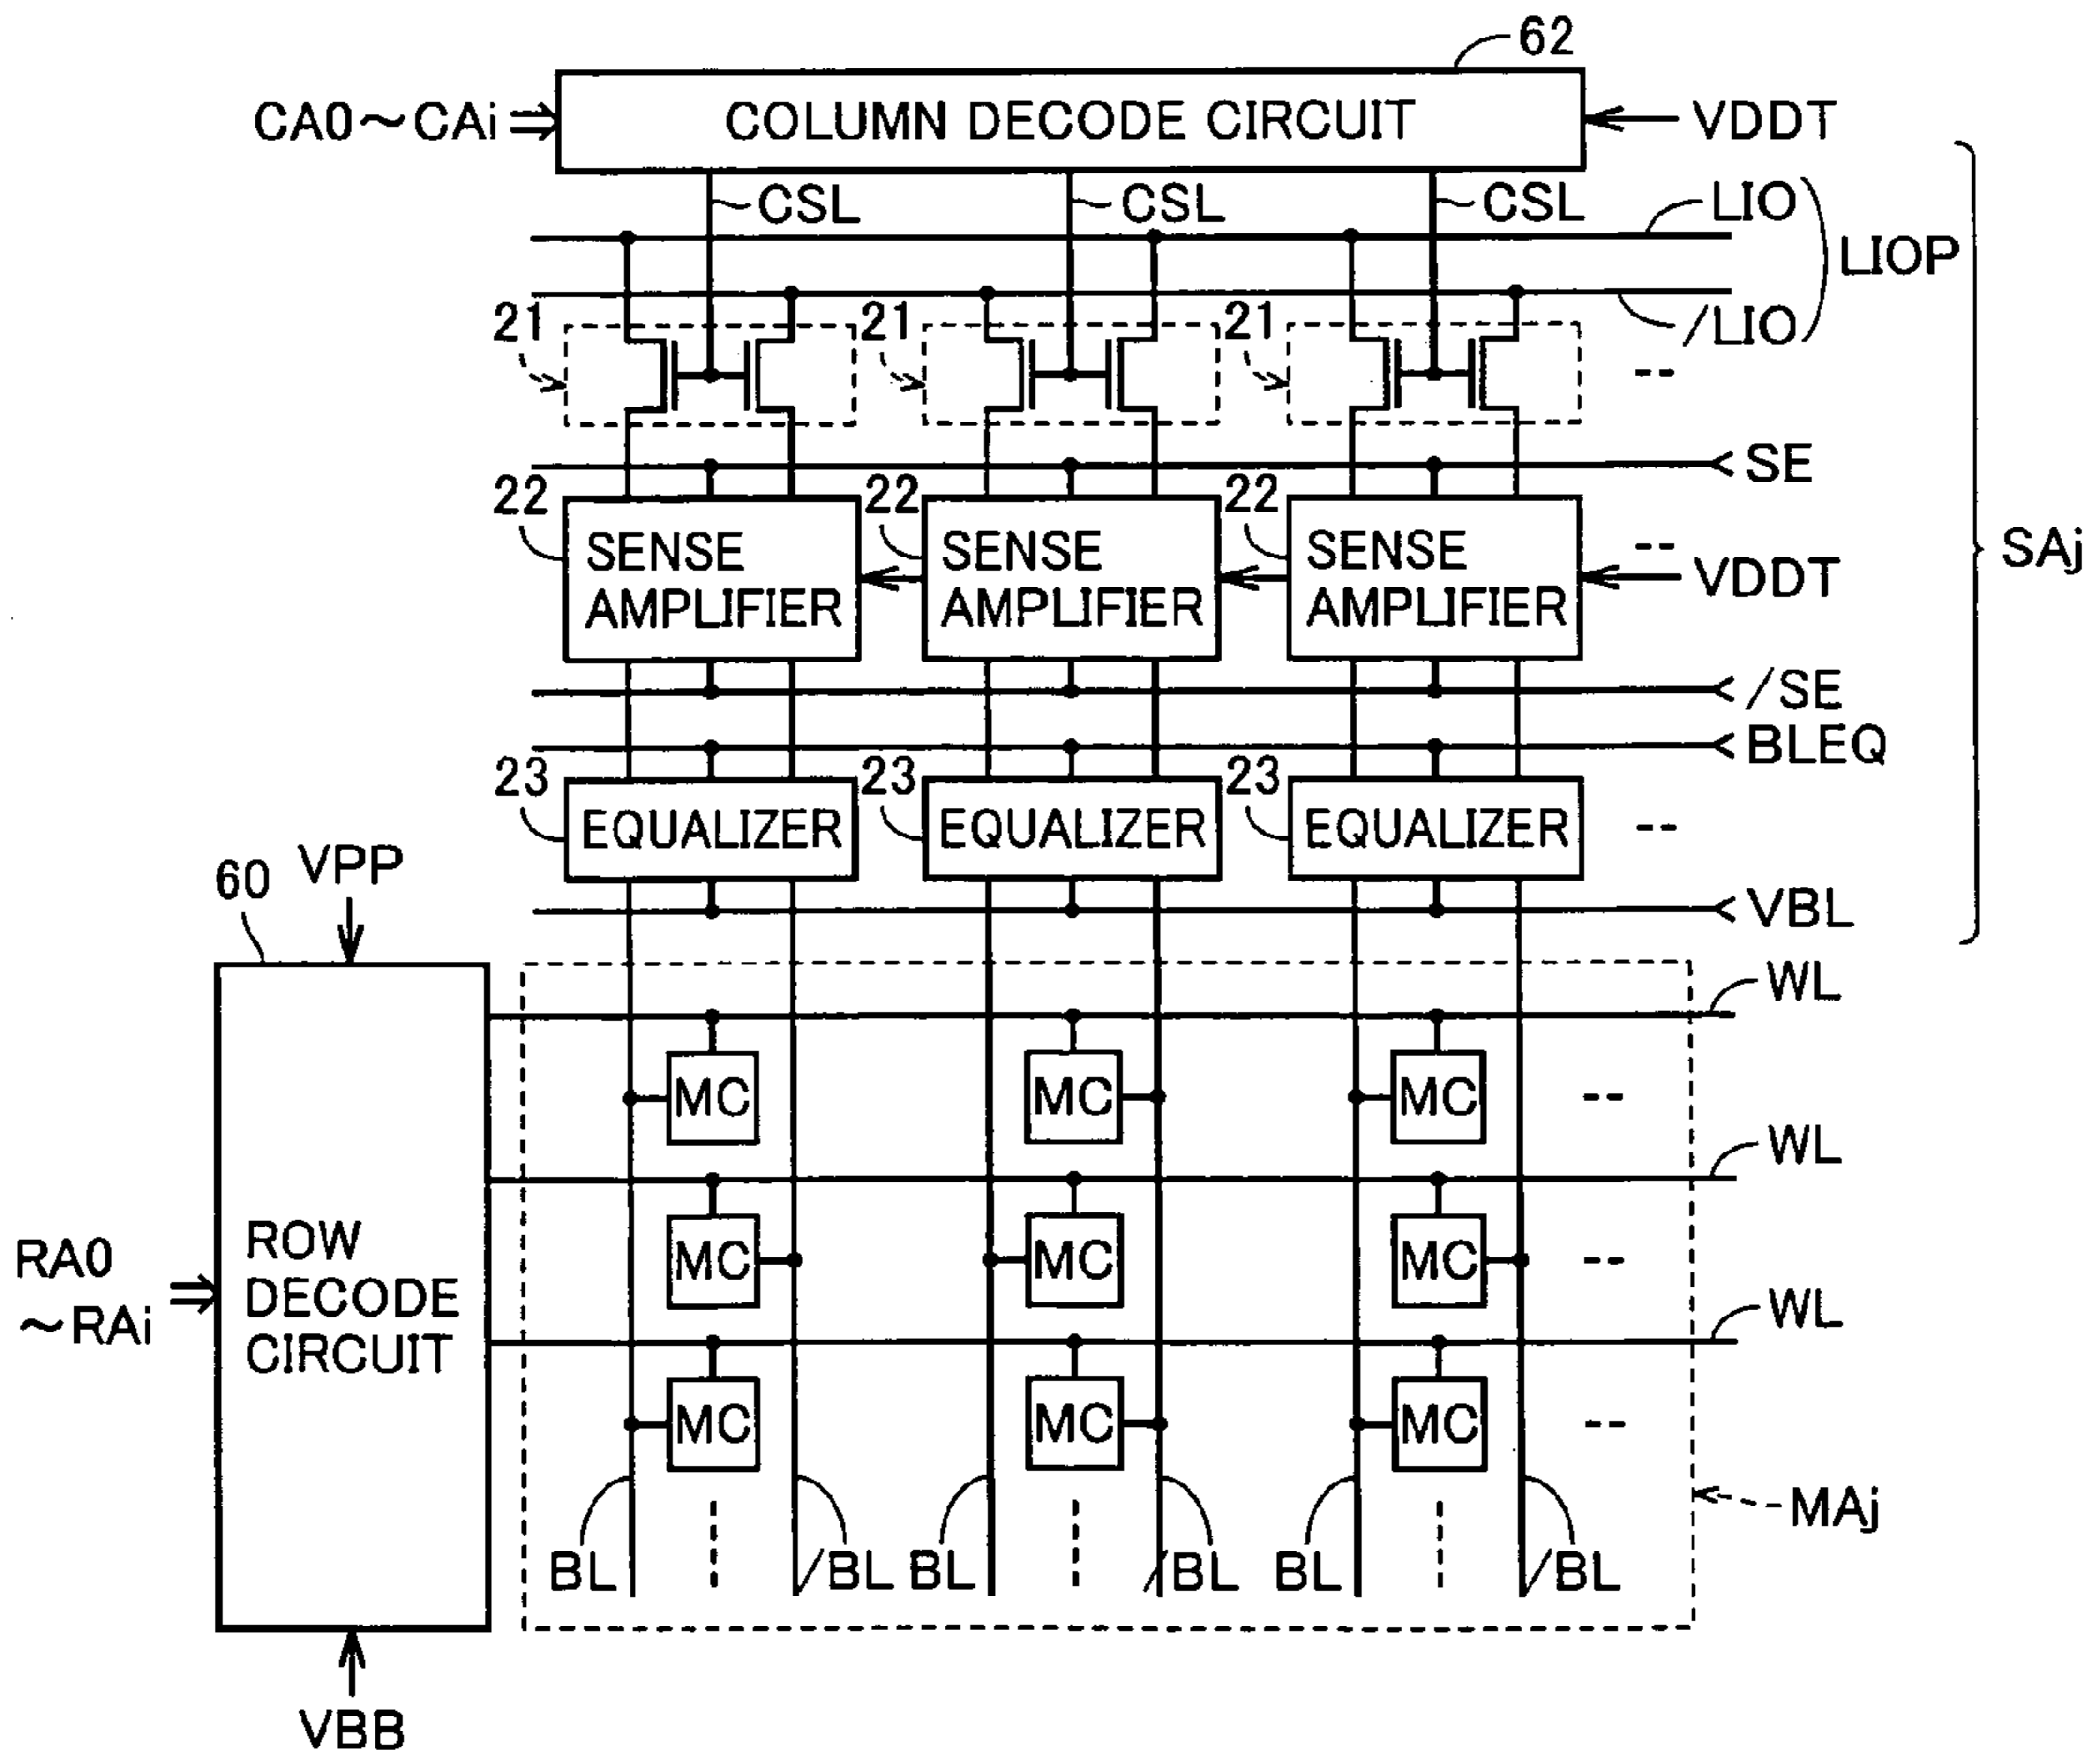 62
CA0～CAi
COLUMN DECODE CIRCUIT
VDDT
CSL
CSL
CSL
LIO
LIOP
/LIO
21
21
21
--
SE
22
22
22
SENSE
AMPLIFIER
SENSE
AMPLIFIER
SENSE
AMPLIFIER
--
VDDT
SAj
/SE
BLEQ
23
23
23
EQUALIZER
EQUALIZER
EQUALIZER
--
60
VPP
VBL
WL
MC
MC
MC
--
WL
MC
MC
MC
--
RA0
～RAi
ROW
DECODE
CIRCUIT
WL
MC
MC
MC
--
MAj
BL
/BL
BL
/BL
BL
/BL
VBB